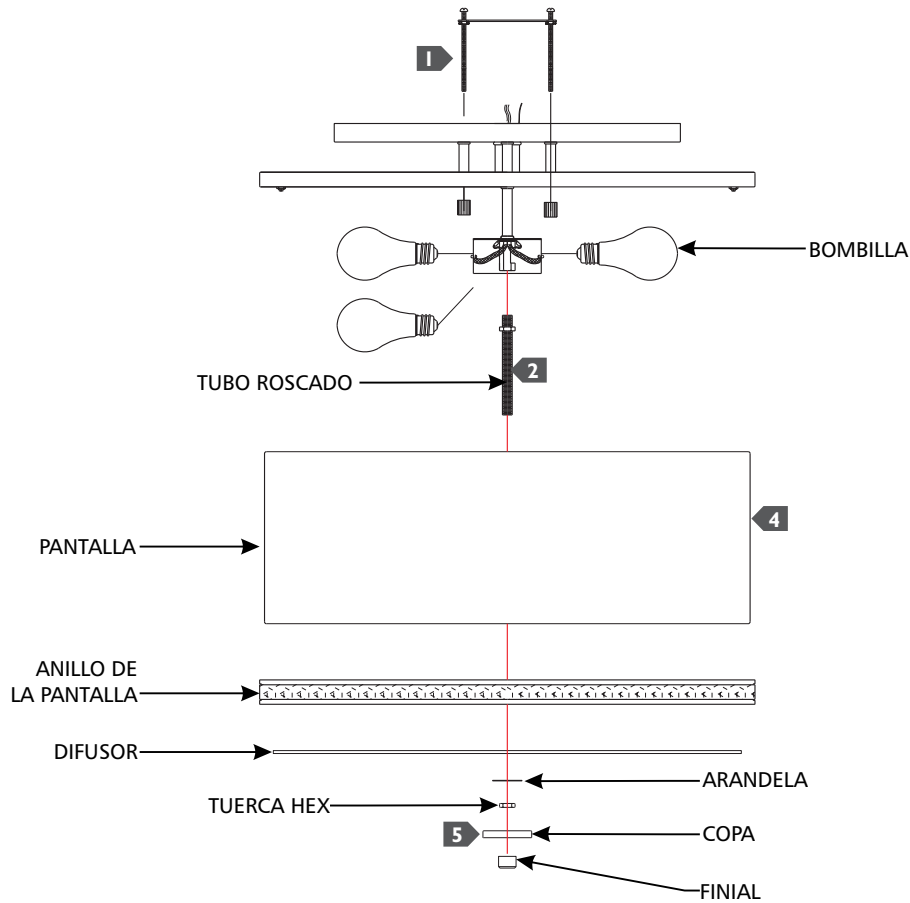 1
BOMBILLA
2
TUBO ROSCADO
4
PANTALLA
ANILLO DE
LA PANTALLA
DIFUSOR
ARANDELA
TUERCA HEX
5
COPA
FINIAL